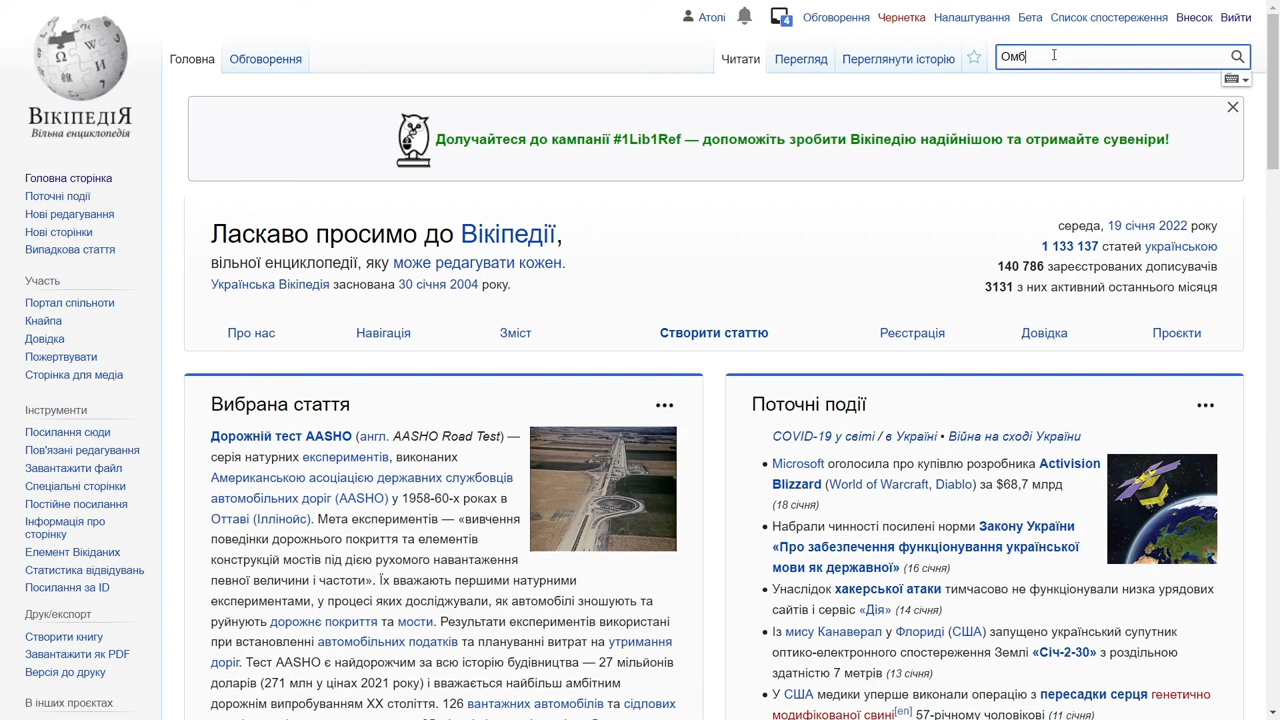 Атолі 4 Обговорення Чернетка Налаштування Бета Список спостереження Внесок Вийти
Головна Обговорення Читати Перегляд Переглянути історію Омб
ВІКІПЕДІЯ
Вільна енциклопедія
Долучайтеся до кампанії #1Lib1Ref — допоможіть зробити Вікіпедію надійнішою та отримайте сувеніри!
Головна сторінка
Поточні події
Нові редагування
Нові сторінки
Випадкова стаття
Участь
Портал спільноти
Кнайпа
Довідка
Пожертвувати
Сторінка для медіа
Інструменти
Посилання сюди
Пов'язані редагування
Завантажити файл
Спеціальні сторінки
Постійне посилання
Інформація про
сторінку
Елемент Вікіданих
Статистика відвідувань
Посилання за ID
Друк/експорт
Створити книгу
Завантажити як PDF
Версія до друку
В інших проєктах
Ласкаво просимо до Вікіпедії,
вільної енциклопедії, яку може редагувати кожен.
Українська Вікіпедія заснована 30 січня 2004 року.
середа, 19 січня 2022 року
1 133 137 статей українською
140 786 зареєстрованих дописувачів
3131 з них активний останнього місяця
Про нас Навігація Зміст Створити статтю Реєстрація Довідка Проєкти
Вибрана стаття
Дорожній тест AASHO (англ. AASHO Road Test) —
серія натурних експериментів, виконаних
Американською асоціацією державних службовців
автомобільних доріг (AASHO) у 1958-60-х роках в
Оттаві (Іллінойс). Мета експериментів — «вивчення
поведінки дорожнього покриття та елементів
конструкцій мостів під дією рухомого навантаження
певної величини і частоти». Їх вважають першими натурними
експериментами, у процесі яких досліджували, як автомобілі зношують та
руйнують дорожнє покриття та мости. Результати експериментів використані
при встановленні автомобільних податків та плануванні витрат на утримання
доріг. Тест AASHO є найдорожчим за всю історію будівництва — 27 мільйонів
доларів (271 млн у цінах 2021 року) і вважається найбільш амбітним
дорожнім випробуванням XX століття. 126 вантажних автомобілів та сідлових
Поточні події
COVID-19 у світі / в Україні • Війна на сході України
Microsoft оголосила про купівлю розробника Activision
Blizzard (World of Warcraft, Diablo) за $68,7 млрд
(18 січня)
Набрали чинності посилені норми Закону України
«Про забезпечення функціонування української
мови як державної» (16 січня)
Унаслідок хакерської атаки тимчасово не функціонували низка урядових
сайтів і сервіс «Дія» (14 січня)
Із мису Канаверал у Флориді (США) запущено український супутник
оптико-електронного спостереження Землі «Січ-2-30» з роздільною
здатністю 7 метрів (13 січня)
У США медики уперше виконали операцію з пересадки серця генетично
модифікованої свині[en] 57-річному чоловікові (11 січня)